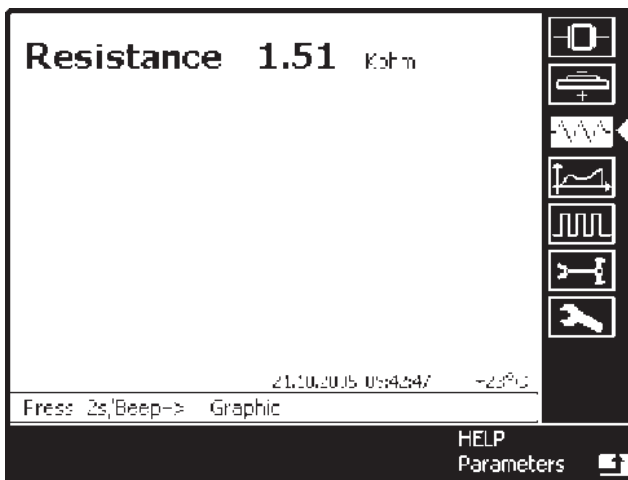 Resistance 1.51 Kohm
21.10.2005 05:42:47 +23°C
Press 2s/Beep-> Graphic
HELP
Parameters